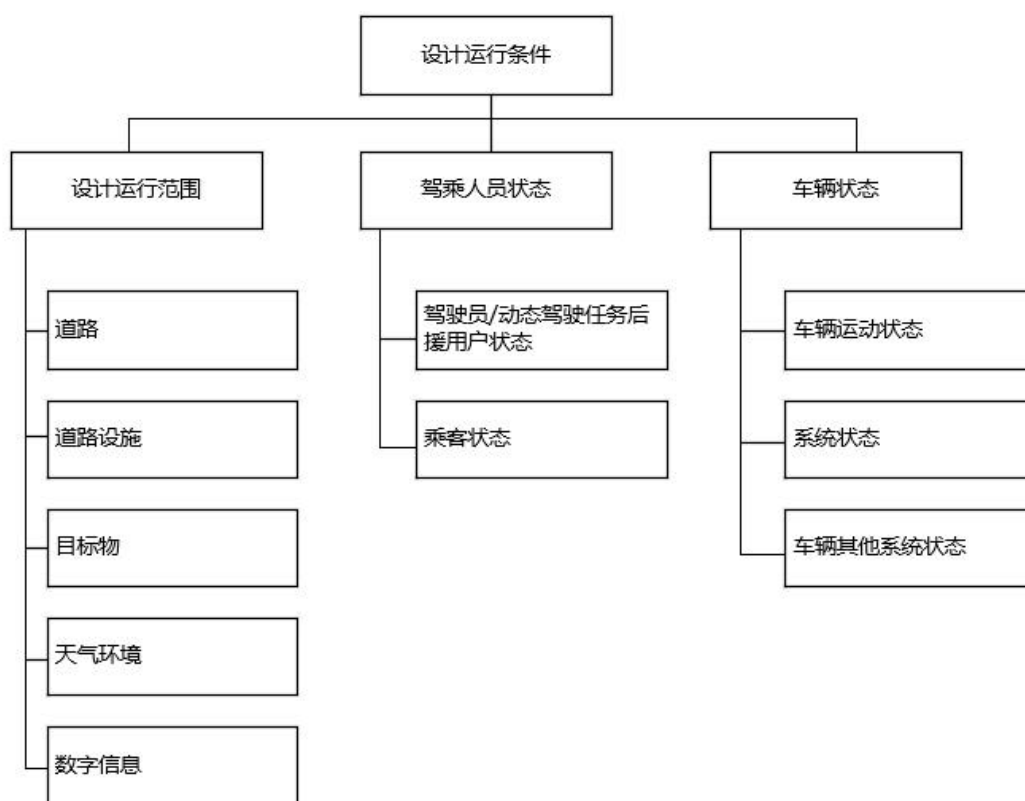 设计运行条件
设计运行范围
驾乘人员状态
车辆状态
道路
驾驶员/动态驾驶任务后
援用户状态
车辆运动状态
道路设施
乘客状态
系统状态
目标物
车辆其他系统状态
天气环境
数字信息